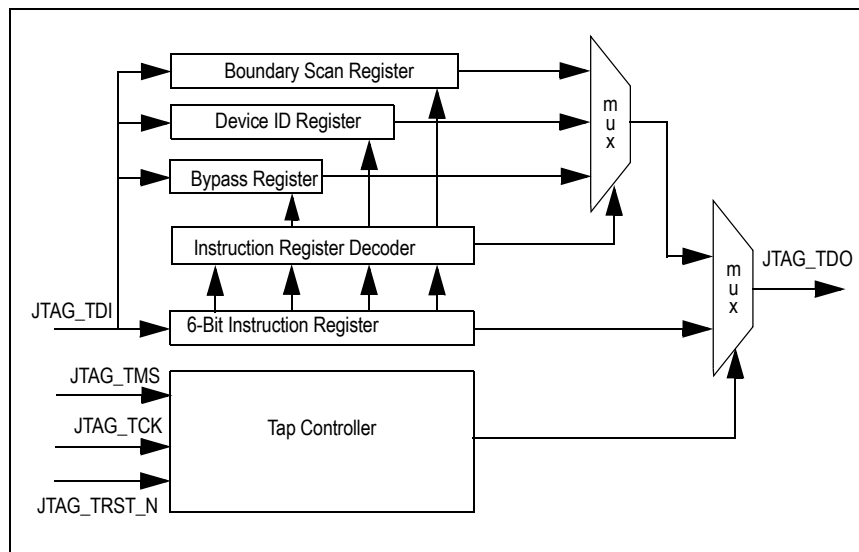 Boundary Scan Register
Device ID Register
Bypass Register
Instruction Register Decoder
6-Bit Instruction Register
Tap Controller
m
u
x
m
u
x
JTAG_TDI
JTAG_TMS
JTAG_TCK
JTAG_TRST_N
JTAG_TDO